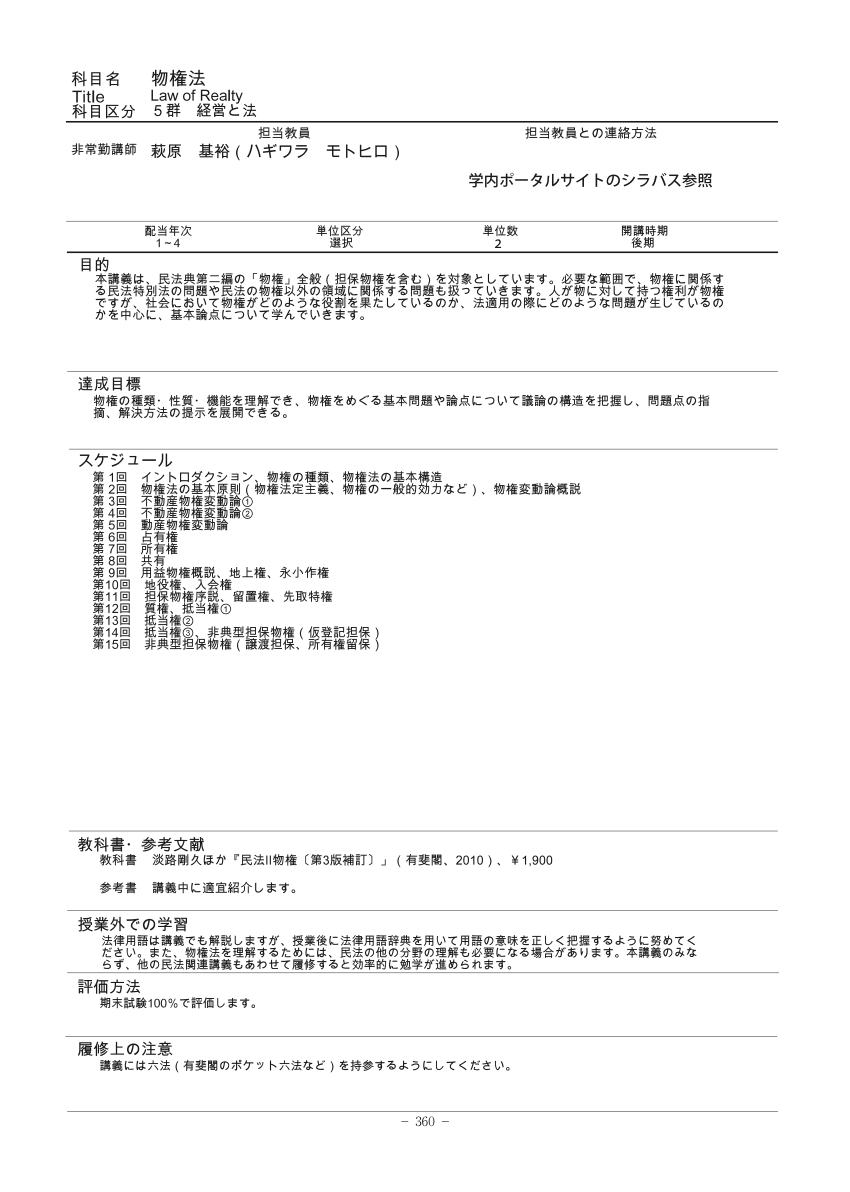 科目名　物権法
Title　Law of Realty
科目区分　5群　経営と法
担当教員　担当教員との連絡方法
非常勤講師　萩原　基裕(ハギワラ　モトヒロ)
学内ポータルサイトのシラバス参照
配当年次　単位区分　単位数　開講時期
1~4　選択　2　後期
目的
本講義は、民法典第二編の「物権」全般(担保物権を含む)を対象としています。必要な範囲で、物権に関係す
る民法特別法の問題や民法の物権以外の領域に関係する問題も扱っていきます。人が物に対して持つ権利が物権
ですが、社会において物権がどのような役割を果たしているのか、法適用の際にどのような問題が生じているの
かを中心に、基本論点について学んでいきます。
達成目標
物権の種類・性質・機能を理解でき、物権をめぐる基本問題や論点について議論の構造を把握し、問題点の指
摘、解決方法の提示を展開できる。
スケジュール
第 1回　イントロダクション、物権の種類、物権法の基本構造
第 2回　物権法の基本原則(物権法定主義、物権の一般的効力など)、物権変動論概説
第 3回　不動産物権変動論①
第 4回　不動産物権変動論②
第 5回　動産物権変動論
第 6回　占有権
第 7回　所有権
第 8回　共有
第 9回　用益物権概説、地上権、永小作権
第10回　地役権、入会権
第11回　担保物権序説、留置権、先取特権
第12回　質権、抵当権①
第13回　抵当権②
第14回　抵当権③、非典型担保物権(仮登記担保)
第15回　非典型担保物権(譲渡担保、所有権留保)
教科書・参考文献
教科書　淡路剛久ほか『民法II物権〔第3版補訂〕」(有斐閣、2010)、¥1,900
参考書　講義中に適宜紹介します。
授業外での学習
法律用語は講義でも解説しますが、授業後に法律用語辞典を用いて用語の意味を正しく把握するように努めてく
ださい。また、物権法を理解するためには、民法の他の分野の理解も必要になる場合があります。本講義のみな
らず、他の民法関連講義もあわせて履修すると効率的に勉学が進められます。
評価方法
期末試験100%で評価します。
履修上の注意
講義には六法(有斐閣のポケット六法など)を持参するようにしてください。
− 360 −